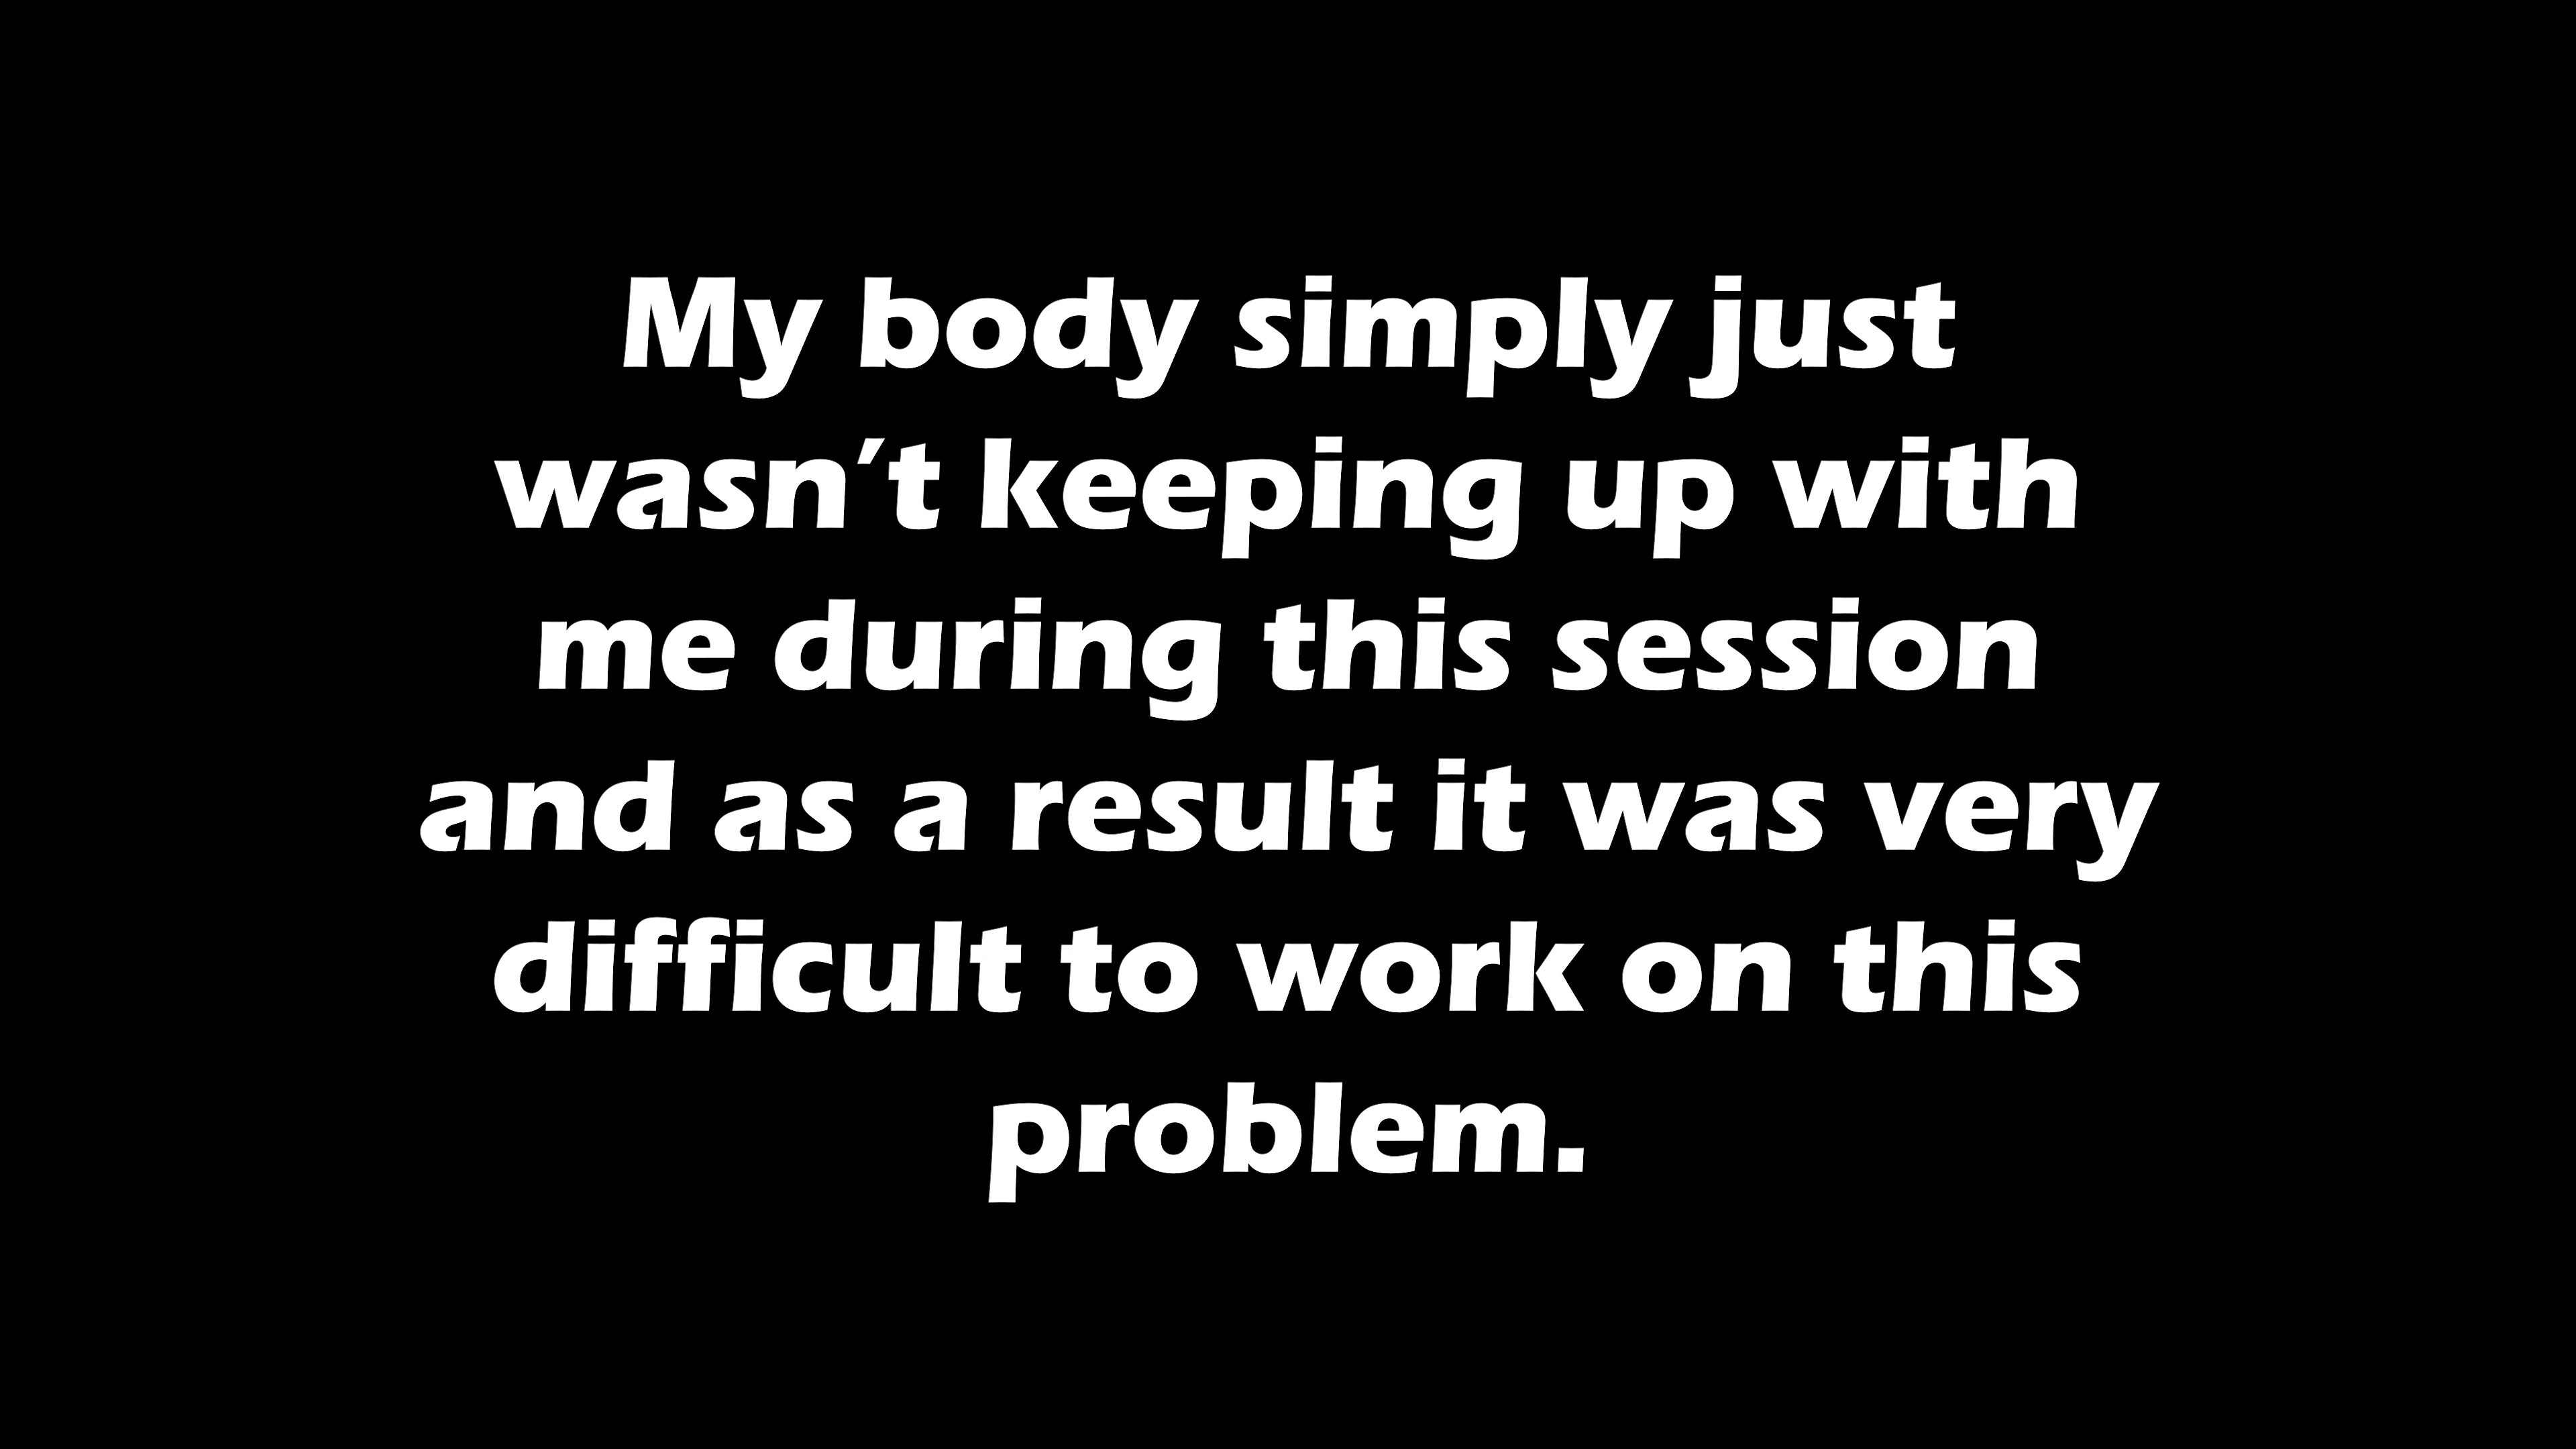 My body simply just
wasn’t keeping up with
me during this session
and as a result it was very
difficult to work on this
problem.